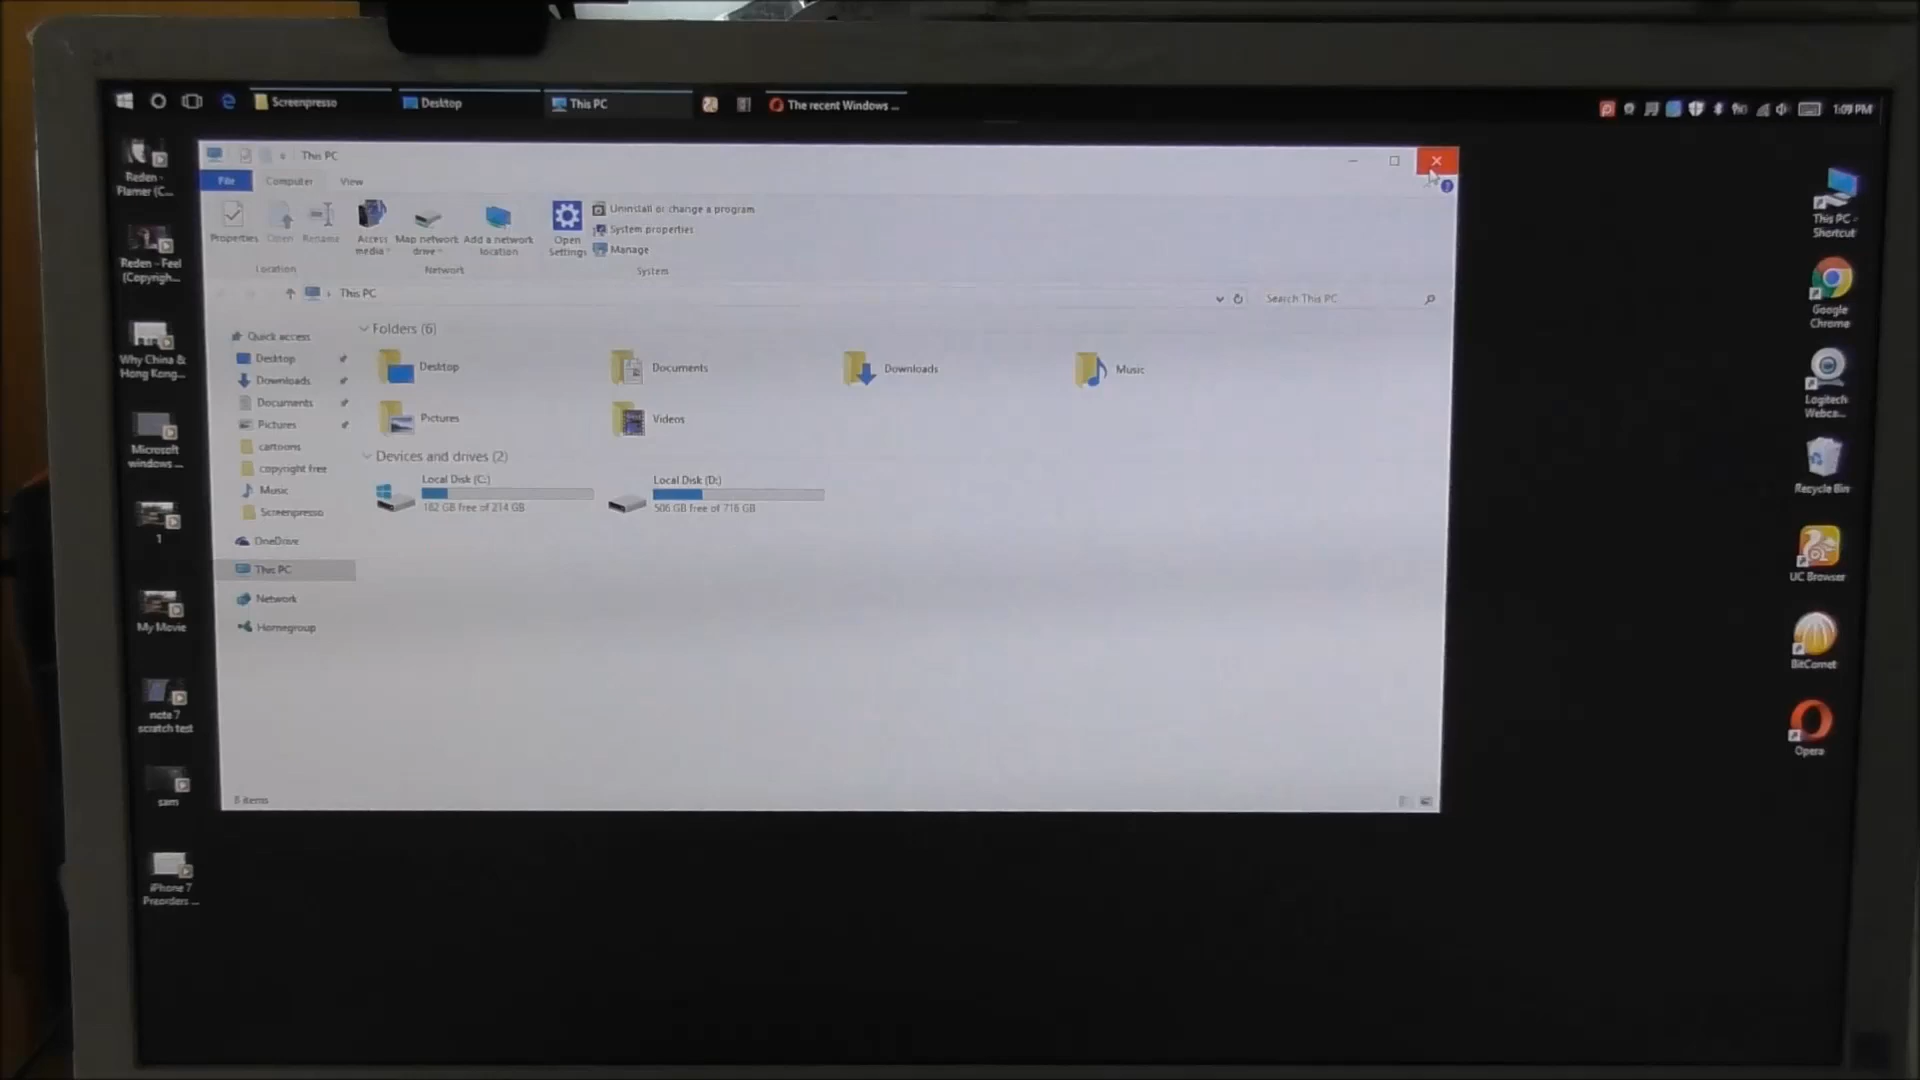 Screenpresso
Desktop
This PC
The recent Windows ...
1:09 PM
This PC
File
Computer
View
Properties
Open
Rename
Access media
Map network drive
Add a network location
Open Settings
Uninstall or change a program
System properties
Manage
Location
Network
System
This PC
Search This PC
Quick access
Desktop
Downloads
Documents
Pictures
cartoons
copyright free
Music
Screenpresso
OneDrive
This PC
Network
Homegroup
Folders (6)
Desktop
Documents
Downloads
Music
Pictures
Videos
Devices and drives (2)
Local Disk (C:)
182 GB free of 214 GB
Local Disk (D:)
506 GB free of 716 GB
8 items
Reden -
Flamer (C...
Reden - Feel
(Copyrigh...
Why China &
Hong Kong...
Microsoft
windows ...
1
My Movie
note 7
scratch test
sam
iPhone 7
Preorders ...
This PC -
Shortcut
Google
Chrome
Logitech
Webca...
Recycle Bin
UC Browser
BitComet
Opera